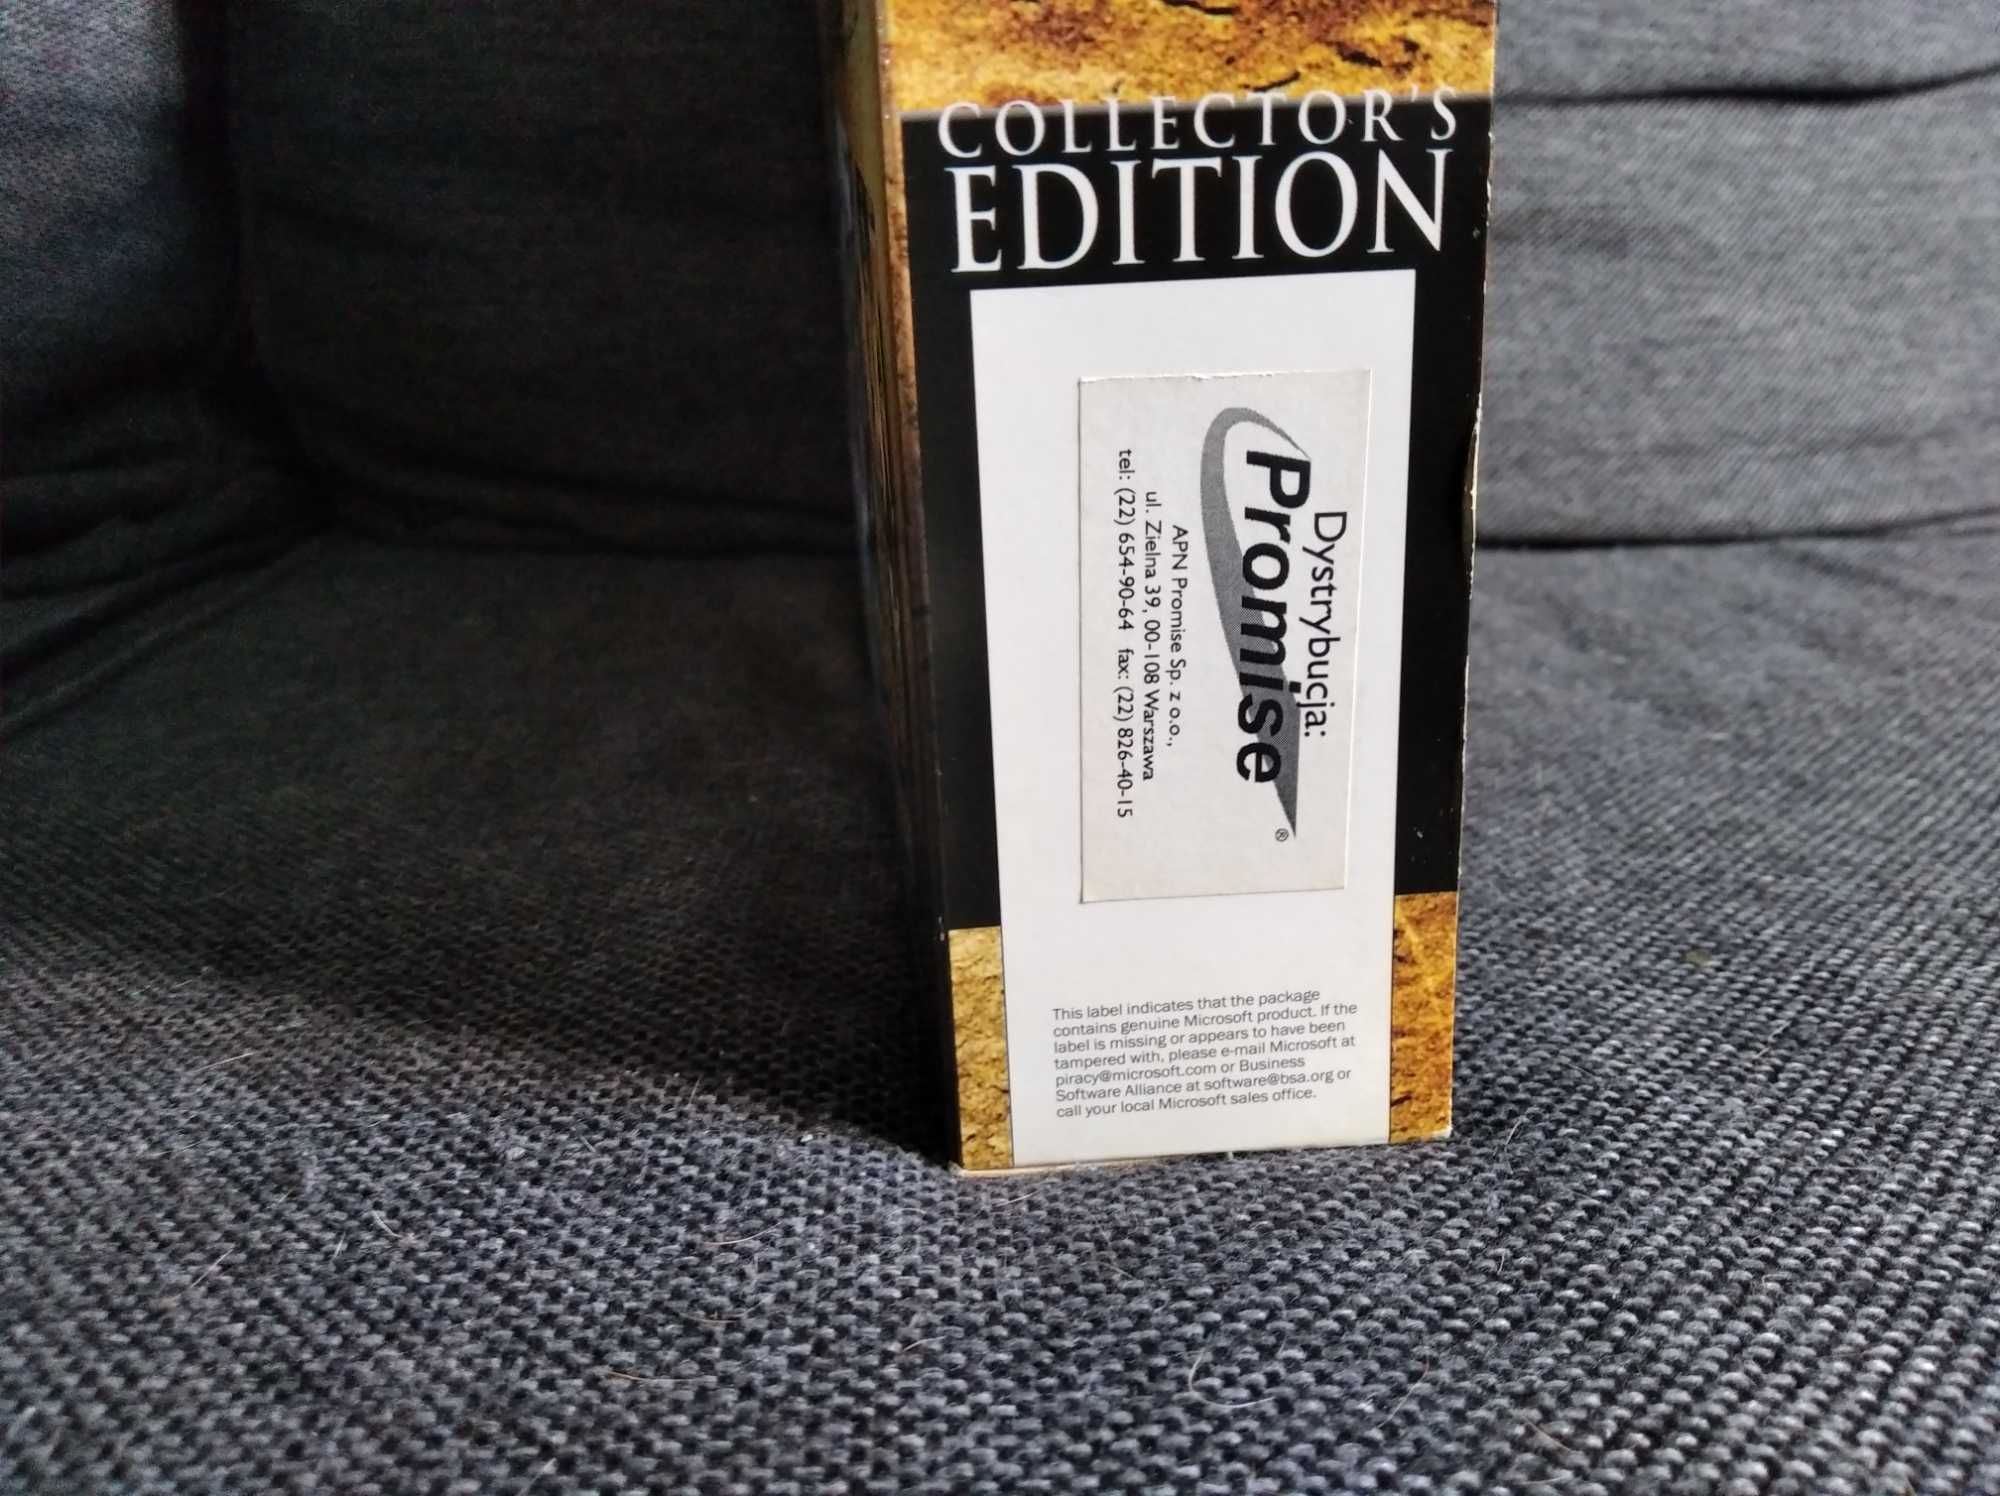 COLLECTOR'S
EDITION
Dystrybucja:
Promise®
APN Promise Sp. z o.o.,
ul. Zielna 39, 00-108 Warszawa
tel: (22) 654-90-64 fax: (22) 826-40-15
This label indicates that the package
contains genuine Microsoft product. If the
label is missing or appears to have been
tampered with, please e-mail Microsoft at
piracy@microsoft.com or Business
Software Alliance at software@bsa.org or
call your local Microsoft sales office.